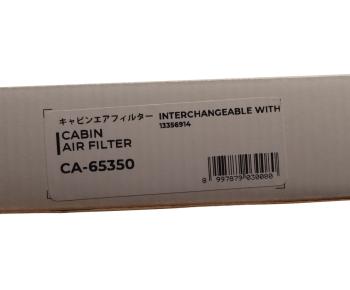 キャビンエアフィルター
CABIN
AIR FILTER
CA-65350
INTERCHANGEABLE WITH
13356914
8 997879 030000